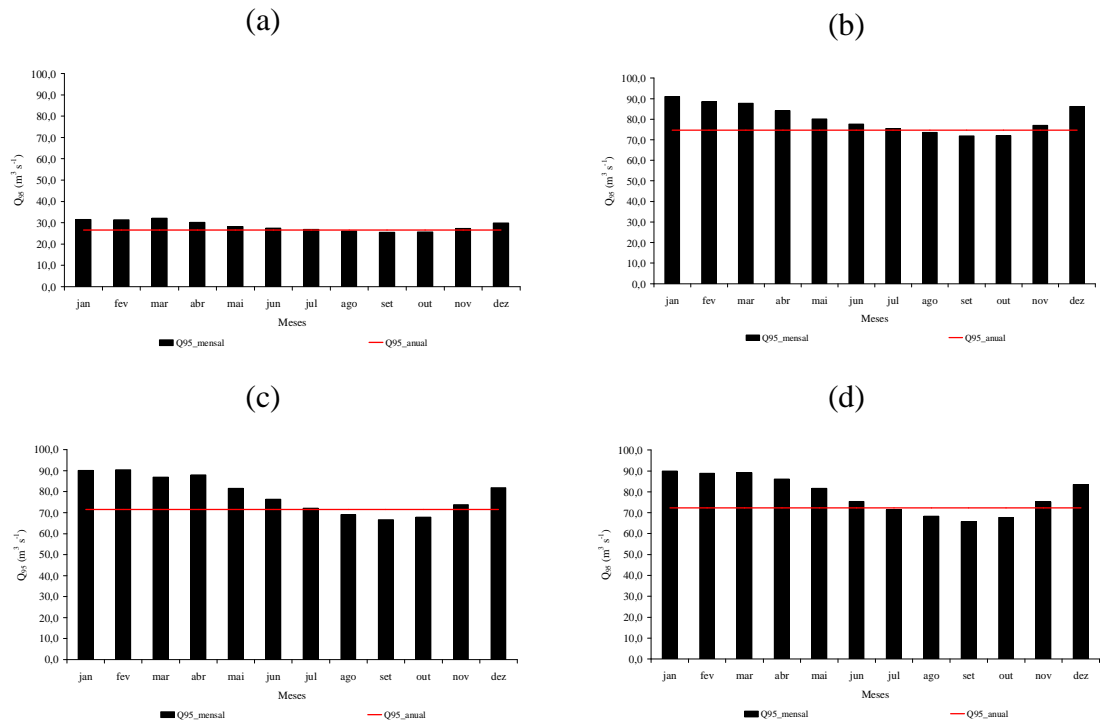 (a)
100,0
90,0
80,0
70,0
60,0
50,0
40,0
30,0
20,0
10,0
0,0
Q95 (m³ s⁻¹)
jan fev mar abr mai jun jul ago set out nov dez
Meses
Q95_mensal Q95_anual
(b)
100,0
90,0
80,0
70,0
60,0
50,0
40,0
30,0
20,0
10,0
0,0
Q95 (m³ s⁻¹)
jan fev mar abr mai jun jul ago set out nov dez
Meses
Q95_mensal Q95_anual
(c)
100,0
90,0
80,0
70,0
60,0
50,0
40,0
30,0
20,0
10,0
0,0
Q95 (m³ s⁻¹)
jan fev mar abr mai jun jul ago set out nov dez
Meses
Q95_mensal Q95_anual
(d)
100,0
90,0
80,0
70,0
60,0
50,0
40,0
30,0
20,0
10,0
0,0
Q95 (m³ s⁻¹)
jan fev mar abr mai jun jul ago set out nov dez
Meses
Q95_mensal Q95_anual